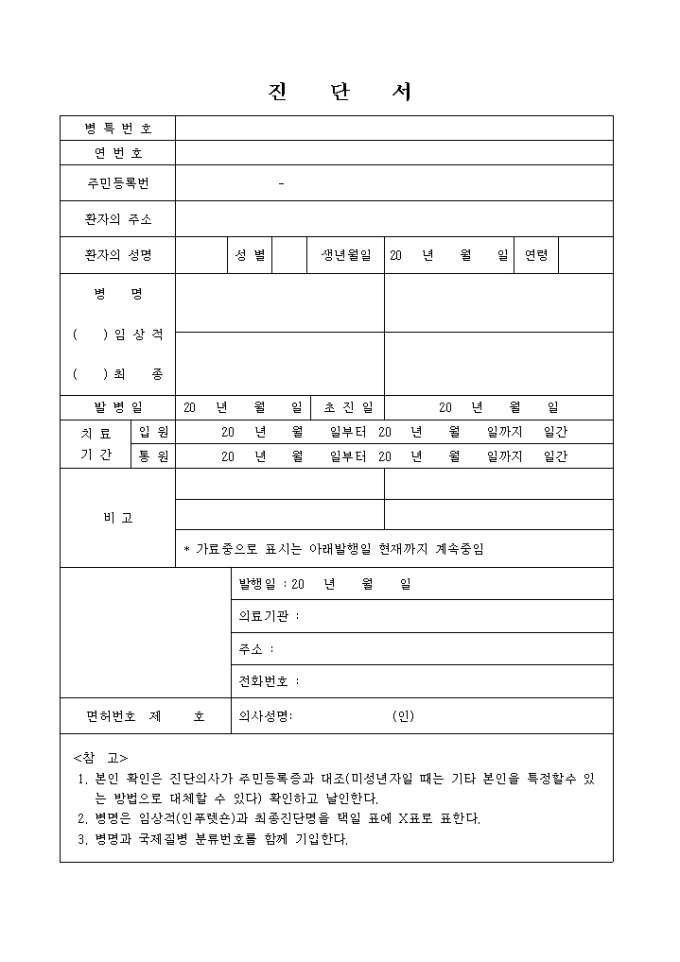 진 단 서
병 특 번 호
연 번 호
주민등록번 -
환자의 주소
환자의 성명 성 별 생년월일 20 년 월 일 연령
병 명
( )임 상 적
( )최 종
발 병 일 20 년 월 일 초 진 일 20 년 월 일
치 료 기 간 입 원 20 년 월 일부터 20 년 월 일까지 일간
통 원 20 년 월 일부터 20 년 월 일까지 일간
비 고
* 가료중으로 표시는 아래발행일 현재까지 계속중임
발행일 :20 년 월 일
의료기관 :
주소 :
전화번호 :
면허번호 제 호 의사성명: (인)
<참 고>
1. 본인 확인은 진단의사가 주민등록증과 대조(미성년자일 때는 기타 본인을 특정할수 있
는 방법으로 대체할 수 있다) 확인하고 날인한다.
2. 병명은 임상적(인푸렛숀)과 최종진단명을 택일 표에 X표로 표한다.
3. 병명과 국제질병 분류번호를 함께 기입한다.